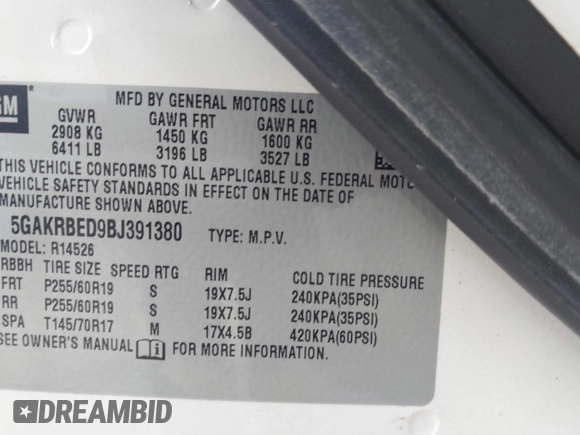 GM
MFD BY GENERAL MOTORS LLC
GVWR GAWR FRT GAWR RR
2908 KG 1450 KG 1600 KG
6411 LB 3196 LB 3527 LB
THIS VEHICLE CONFORMS TO ALL APPLICABLE U.S. FEDERAL MOTO
VEHICLE SAFETY STANDARDS IN EFFECT ON THE DATE O
MANUFACTURE SHOWN ABOVE.
5GAKRBED9BJ391380 TYPE: M.P.V.
MODEL: R14526
RBBH TIRE SIZE SPEED RTG RIM COLD TIRE PRESSURE
FRT P255/60R19 S 19X7.5J 240KPA(35PSI)
RR P255/60R19 S 19X7.5J 240KPA(35PSI)
SPA T145/70R17 M 17X4.5B 420KPA(60PSI)
SEE OWNER'S MANUAL FOR MORE INFORMATION.
DREAMBID